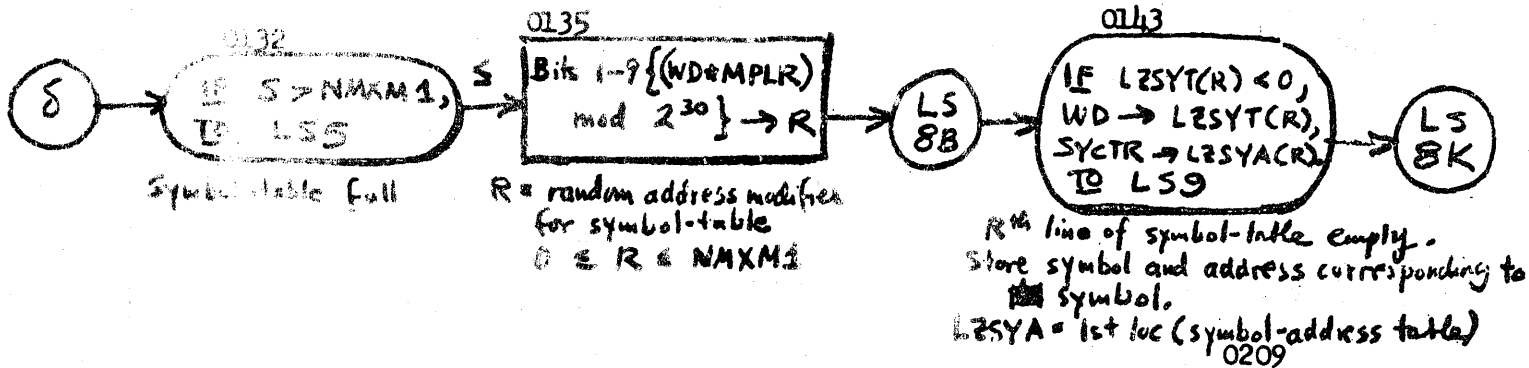 δ
0132
IF S > NMXM1,
TO LS5
Symbol-table full
S
0135
Bits 1-9{(WD*MPLR)
mod 2^30} → R
R = random address modifier
for symbol-table
0 ≤ R ≤ NMXM1
LS
8B
0143
IF LZSYT(R) < 0,
WD → LZSYT(R),
SYCTR → LZSYA(R).
TO LS9
Rth line of symbol-table empty.
Store symbol and address corresponding to
symbol.
LZSYA = 1st loc (symbol-address table)
0209
LS
8K